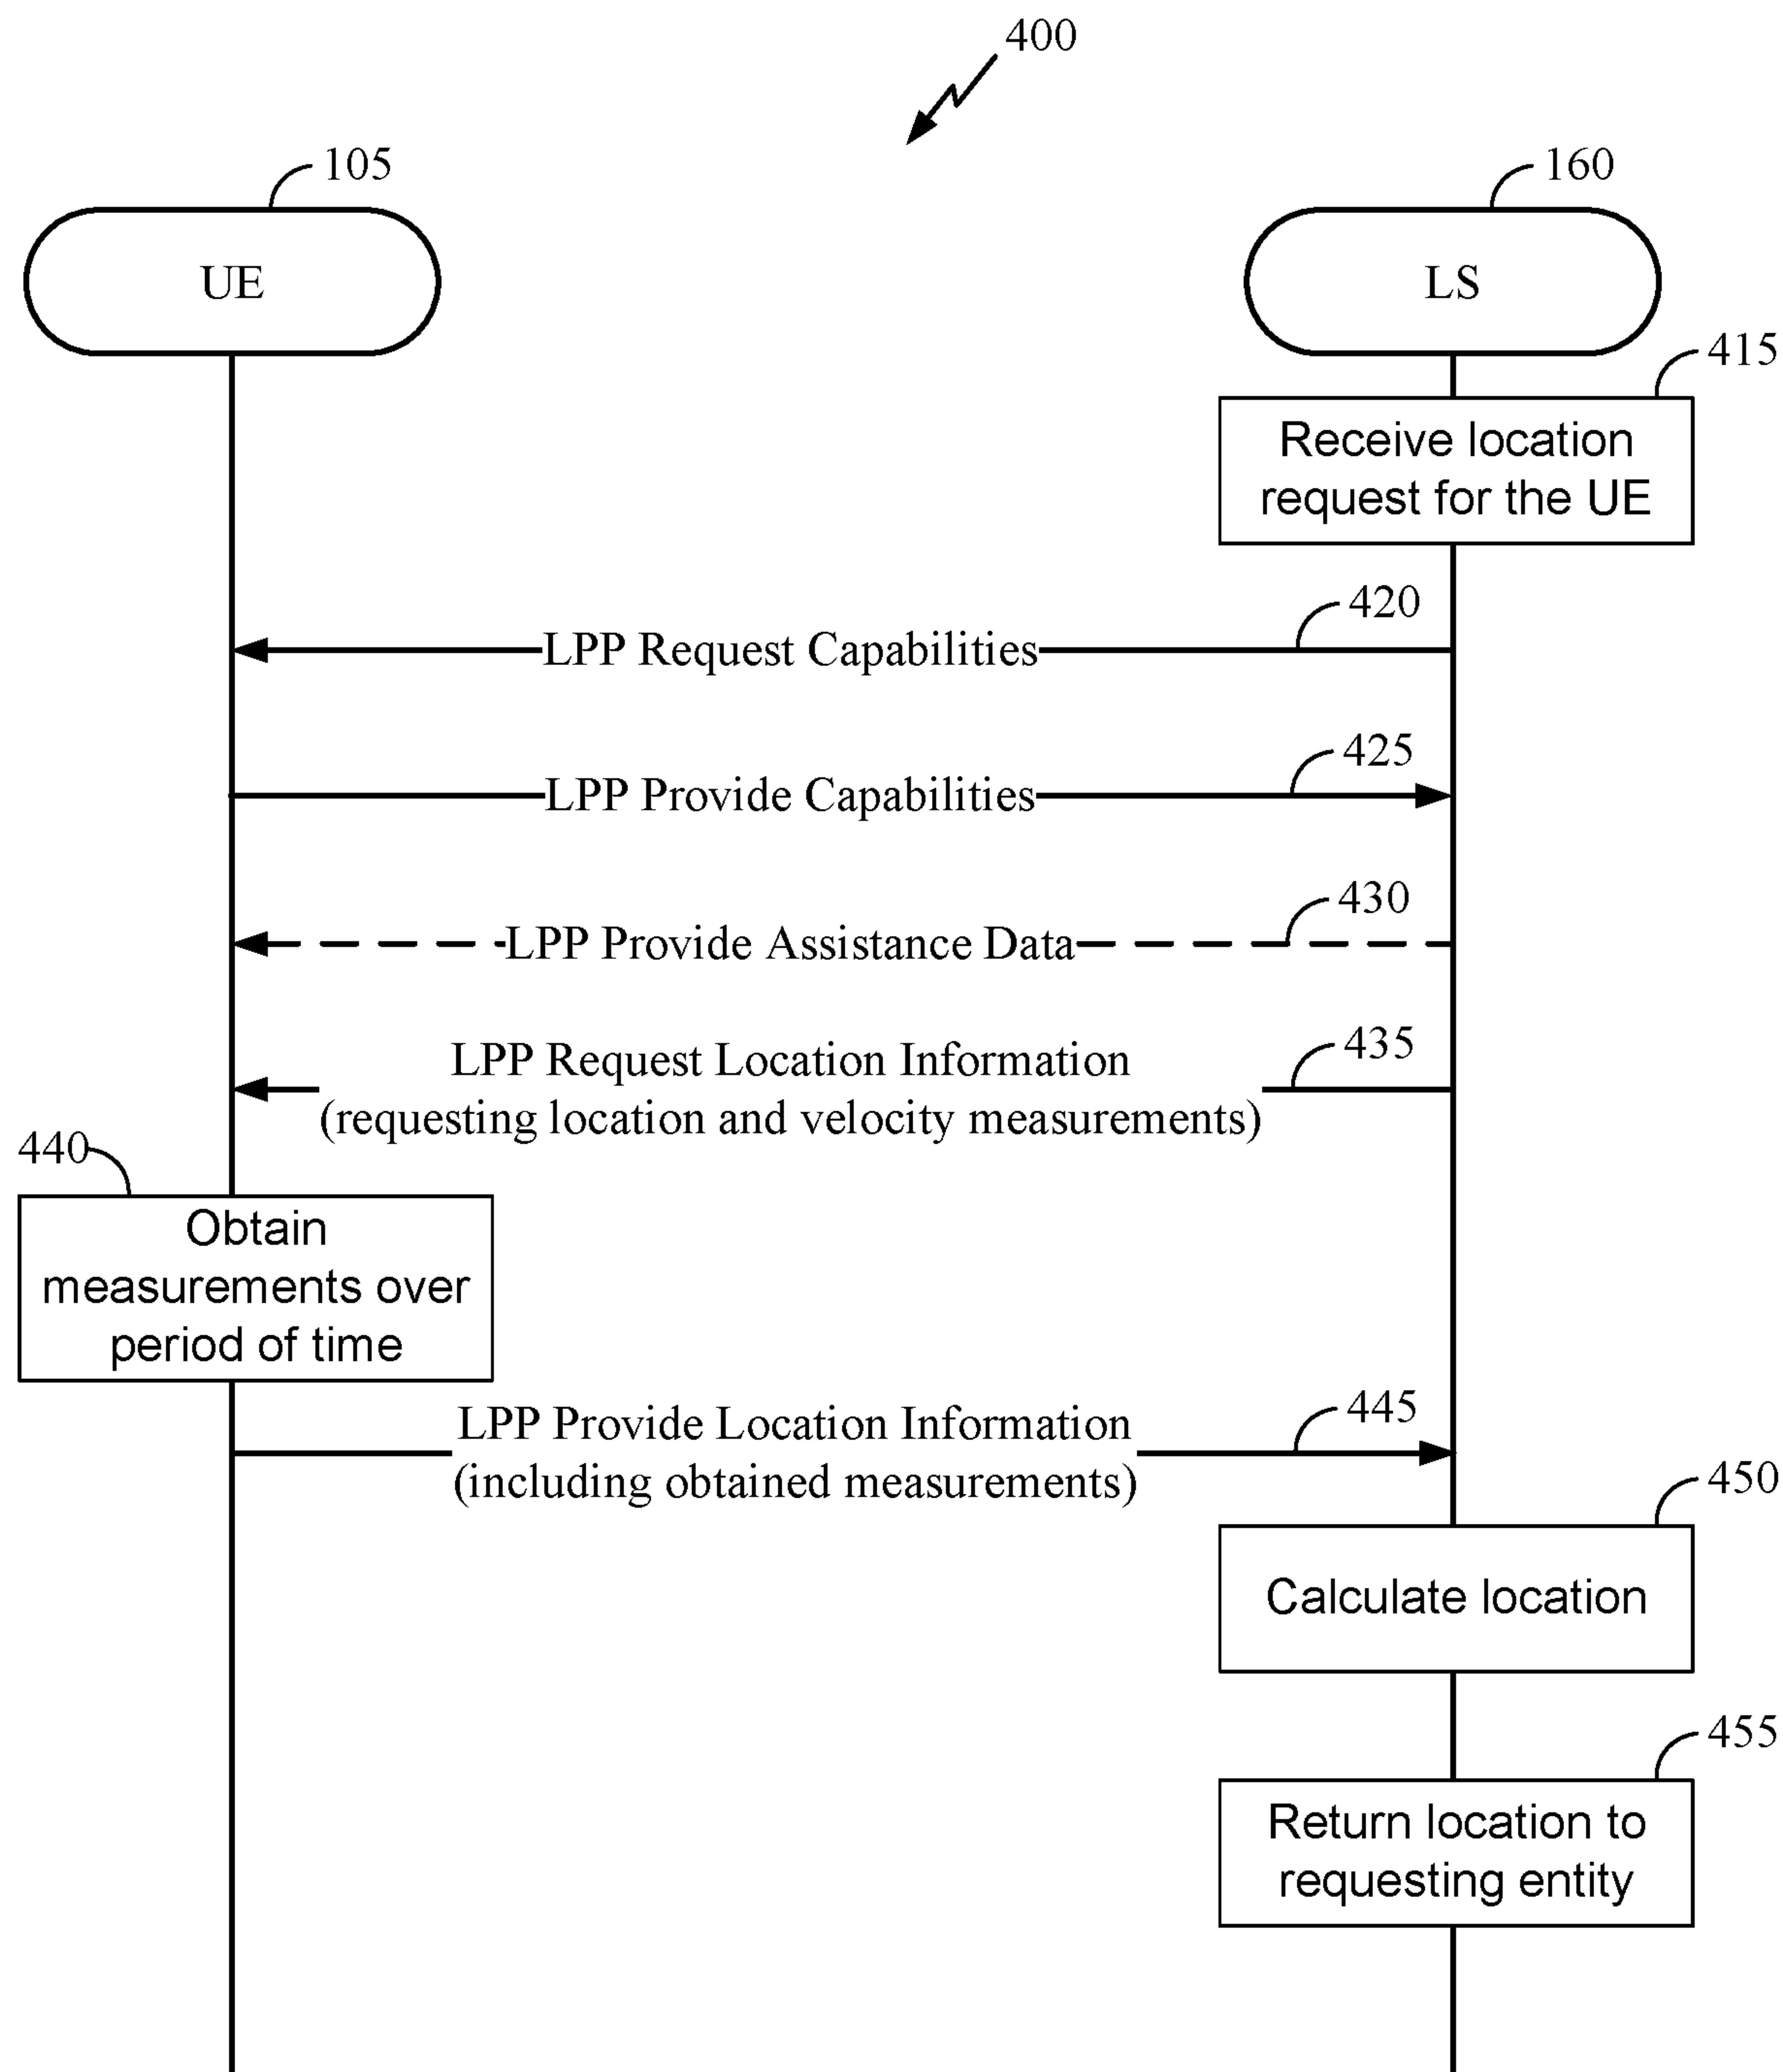 400
105
160
UE
LS
415
Receive location
request for the UE
420
LPP Request Capabilities
425
LPP Provide Capabilities
430
LPP Provide Assistance Data
435
LPP Request Location Information
(requesting location and velocity measurements)
440
Obtain
measurements over
period of time
445
LPP Provide Location Information
(including obtained measurements)
450
Calculate location
455
Return location to
requesting entity